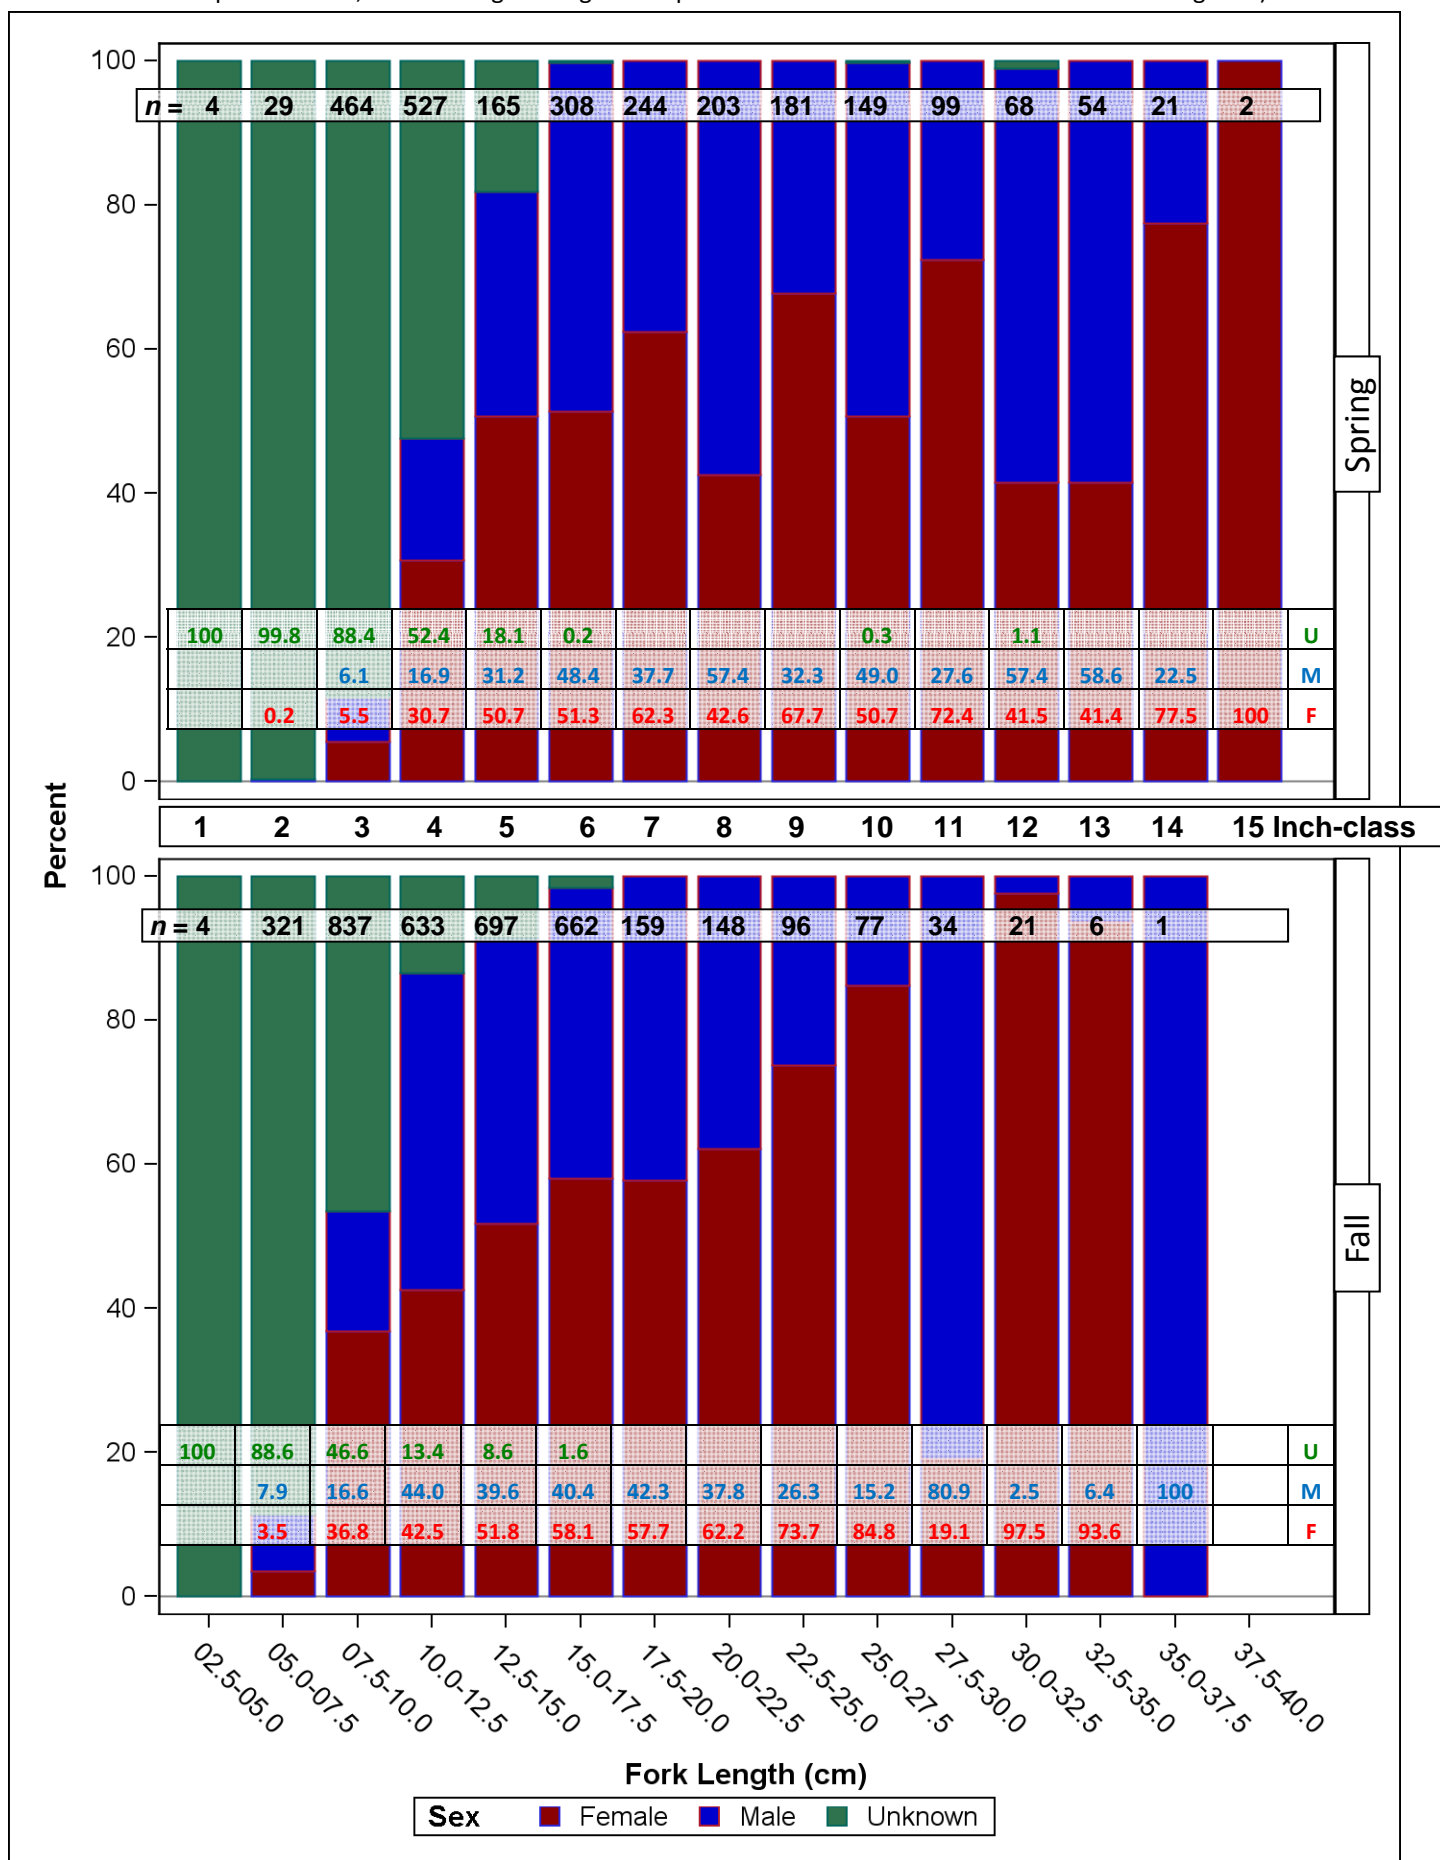 100
n = 4 29 464 527 165 308 244 203 181 149 99 68 54 21 2
80
60
Spring
40
20 100 99.8 88.4 52.4 18.1 0.2 0.3 1.1 U
6.1 16.9 31.2 48.4 37.7 57.4 32.3 49.0 27.6 57.4 58.6 22.5 M
0.2 5.5 30.7 50.7 51.3 62.3 42.6 67.7 50.7 72.4 41.5 41.4 77.5 100 F
0
Percent
1 2 3 4 5 6 7 8 9 10 11 12 13 14 15 Inch-class
100
n = 4 321 837 633 697 662 159 148 96 77 34 21 6 1
80
60
Fall
40
20 100 88.6 46.6 13.4 8.6 1.6 U
7.9 16.6 44.0 39.6 40.4 42.3 37.8 26.3 15.2 80.9 2.5 6.4 100 M
3.5 36.8 42.5 51.8 58.1 57.7 62.2 73.7 84.8 19.1 97.5 93.6 F
0
02.5-05.0 05.0-07.5 07.5-10.0 10.0-12.5 12.5-15.0 15.0-17.5 17.5-20.0 20.0-22.5 22.5-25.0 25.0-27.5 27.5-30.0 30.0-32.5 32.5-35.0 35.0-37.5 37.5-40.0
Fork Length (cm)
Sex Female Male Unknown